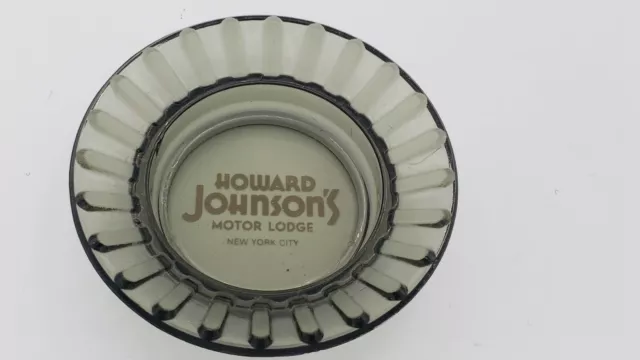 HOWARD
JOHNSON'S
MOTOR LODGE
NEW YORK CITY